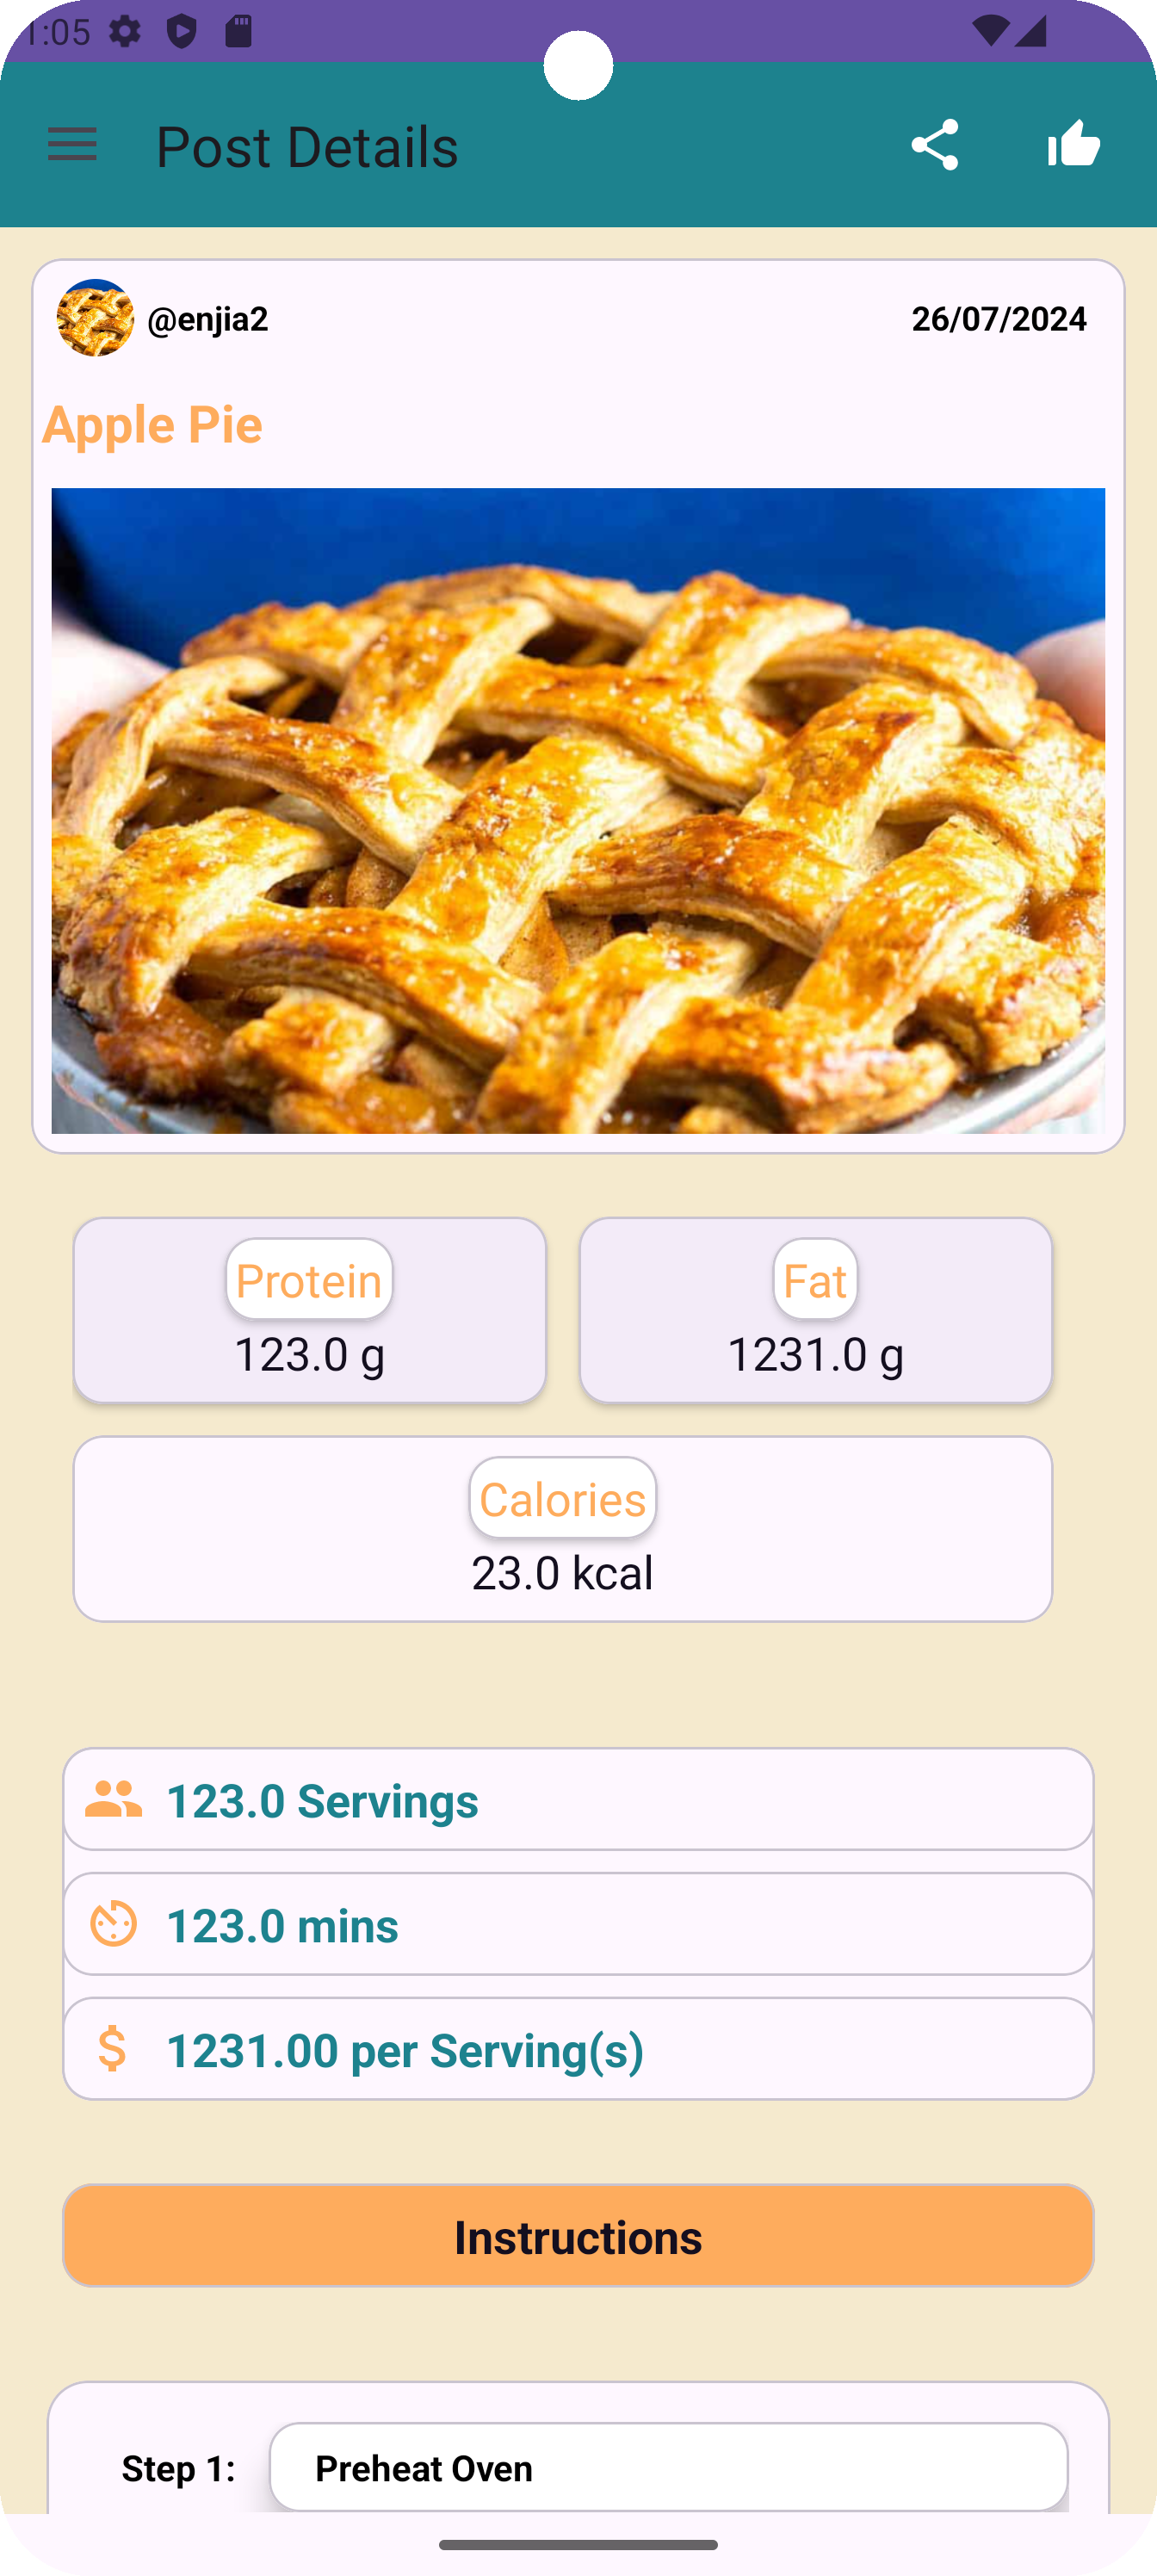 1:05
Post Details
@enjia2
26/07/2024
Apple Pie
Protein
Fat
123.0 g
1231.0 g
Calories
23.0 kcal
123.0 Servings
123.0 mins
$ 1231.00 per Serving(s)
Instructions
Step 1:
Preheat Oven